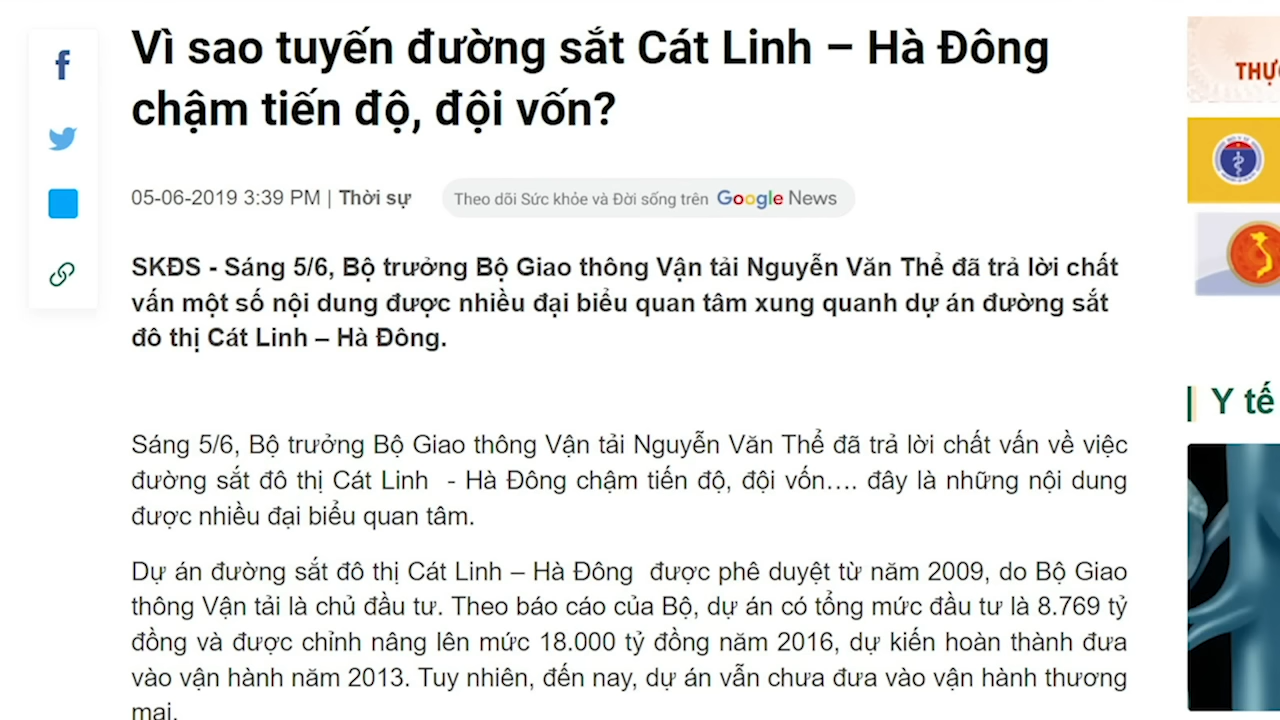 Vì sao tuyến đường sắt Cát Linh – Hà Đông
chậm tiến độ, đội vốn?
05-06-2019 3:39 PM | Thời sự
Theo dõi Sức khỏe và Đời sống trên Google News
SKĐS - Sáng 5/6, Bộ trưởng Bộ Giao thông Vận tải Nguyễn Văn Thể đã trả lời chất
vấn một số nội dung được nhiều đại biểu quan tâm xung quanh dự án đường sắt
đô thị Cát Linh – Hà Đông.
Sáng 5/6, Bộ trưởng Bộ Giao thông Vận tải Nguyễn Văn Thể đã trả lời chất vấn về việc
đường sắt đô thị Cát Linh - Hà Đông chậm tiến độ, đội vốn…. đây là những nội dung
được nhiều đại biểu quan tâm.
Dự án đường sắt đô thị Cát Linh – Hà Đông được phê duyệt từ năm 2009, do Bộ Giao
thông Vận tải là chủ đầu tư. Theo báo cáo của Bộ, dự án có tổng mức đầu tư là 8.769 tỷ
đồng và được chỉnh nâng lên mức 18.000 tỷ đồng năm 2016, dự kiến hoàn thành đưa
vào vận hành năm 2013. Tuy nhiên, đến nay, dự án vẫn chưa đưa vào vận hành thương
mại.
THỰC
Y tế